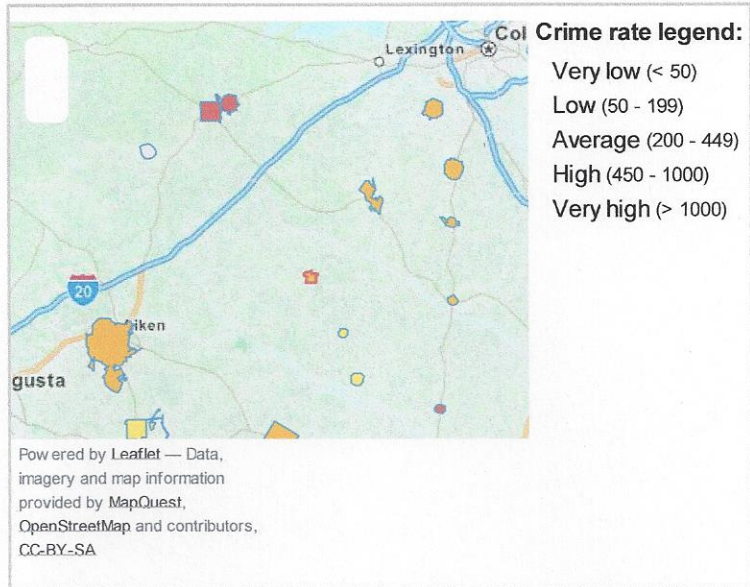 Lexington
Col
20
iken
gusta
Crime rate legend:
Very low (< 50)
Low (50 - 199)
Average (200 - 449)
High (450 - 1000)
Very high (> 1000)
Powered by Leaflet — Data,
imagery and map information
provided by MapQuest,
OpenStreetMap and contributors,
CC-BY-SA